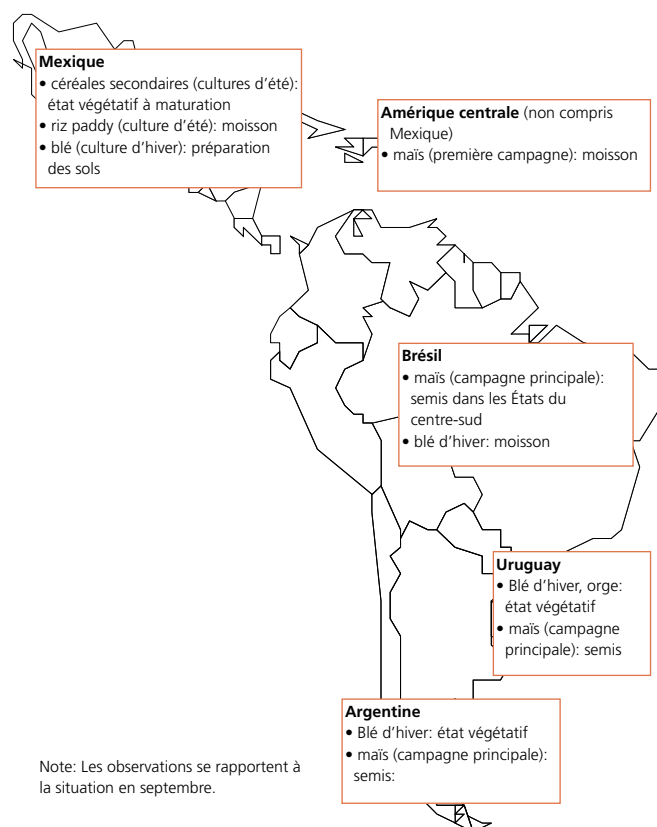 Mexique
• céréales secondaires (cultures d'été):
état végétatif à maturation
• riz paddy (culture d'été): moisson
• blé (culture d'hiver): préparation
des sols
Amérique centrale (non compris
Mexique)
• maïs (première campagne): moisson
Brésil
• maïs (campagne principale):
semis dans les États du
centre-sud
• blé d'hiver: moisson
Uruguay
• Blé d'hiver, orge:
état végétatif
• maïs (campagne
principale): semis
Argentine
• Blé d'hiver: état végétatif
• maïs (campagne principale):
semis:
Note: Les observations se rapportent à
la situation en septembre.